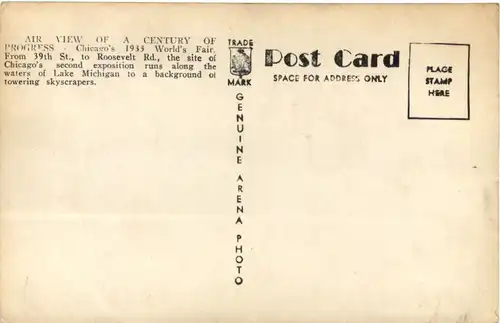 AIR VIEW OF A CENTURY OF
PROGRESS - Chicago's 1933 World's Fair.
From 39th St., to Roosevelt Rd., the site of
Chicago's second exposition runs along the
waters of Lake Michigan to a background of
towering skyscrapers.
TRADE
MARK
GENUINE ARENA PHOTO
Post Card
SPACE FOR ADDRESS ONLY
PLACE
STAMP
HERE